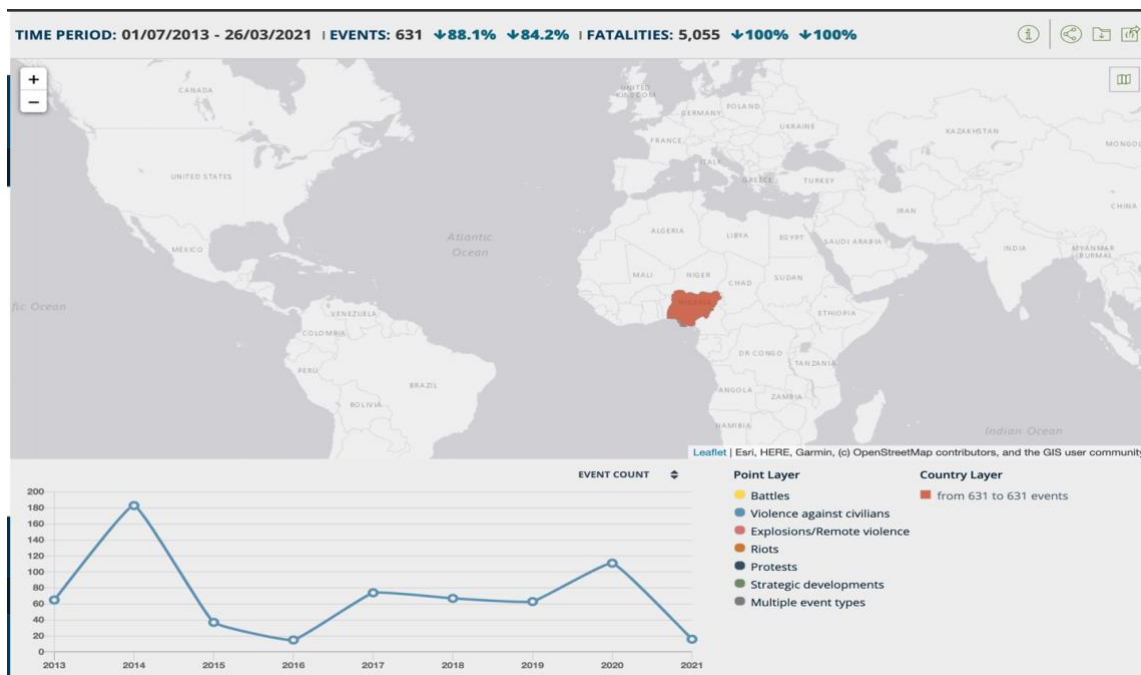 TIME PERIOD: 01/07/2013 - 26/03/2021 | EVENTS: 631 ↓88.1% ↓84.2% | FATALITIES: 5,055 ↓100% ↓100%
+
−
CANADA
UNITED KINGDOM
POLAND
GERMANY
UKRAINE
FRANCE
KAZAKHSTAN
MONGOL
ITALY
GREECE
TURKEY
UNITED STATES
IRAN
CHINA
Atlantic
Ocean
ALGERIA
LIBYA
EGYPT
SAUDI ARABIA
INDIA
MYANMAR
(BURMA)
MEXICO
MALI
NIGER
CHAD
SUDAN
NIGERIA
fic Ocean
VENEZUELA
ETHIOPIA
COLOMBIA
DR CONGO
TANZANIA
PERU
BRAZIL
ANGOLA
ZAMBIA
BOLIVIA
NAMIBIA
Indian Ocean
Leaflet | Esri, HERE, Garmin, (c) OpenStreetMap contributors, and the GIS user community
EVENT COUNT
200
180
160
140
120
100
80
60
40
20
0
2013 2014 2015 2016 2017 2018 2019 2020 2021
Point Layer
Battles
Violence against civilians
Explosions/Remote violence
Riots
Protests
Strategic developments
Multiple event types
Country Layer
from 631 to 631 events